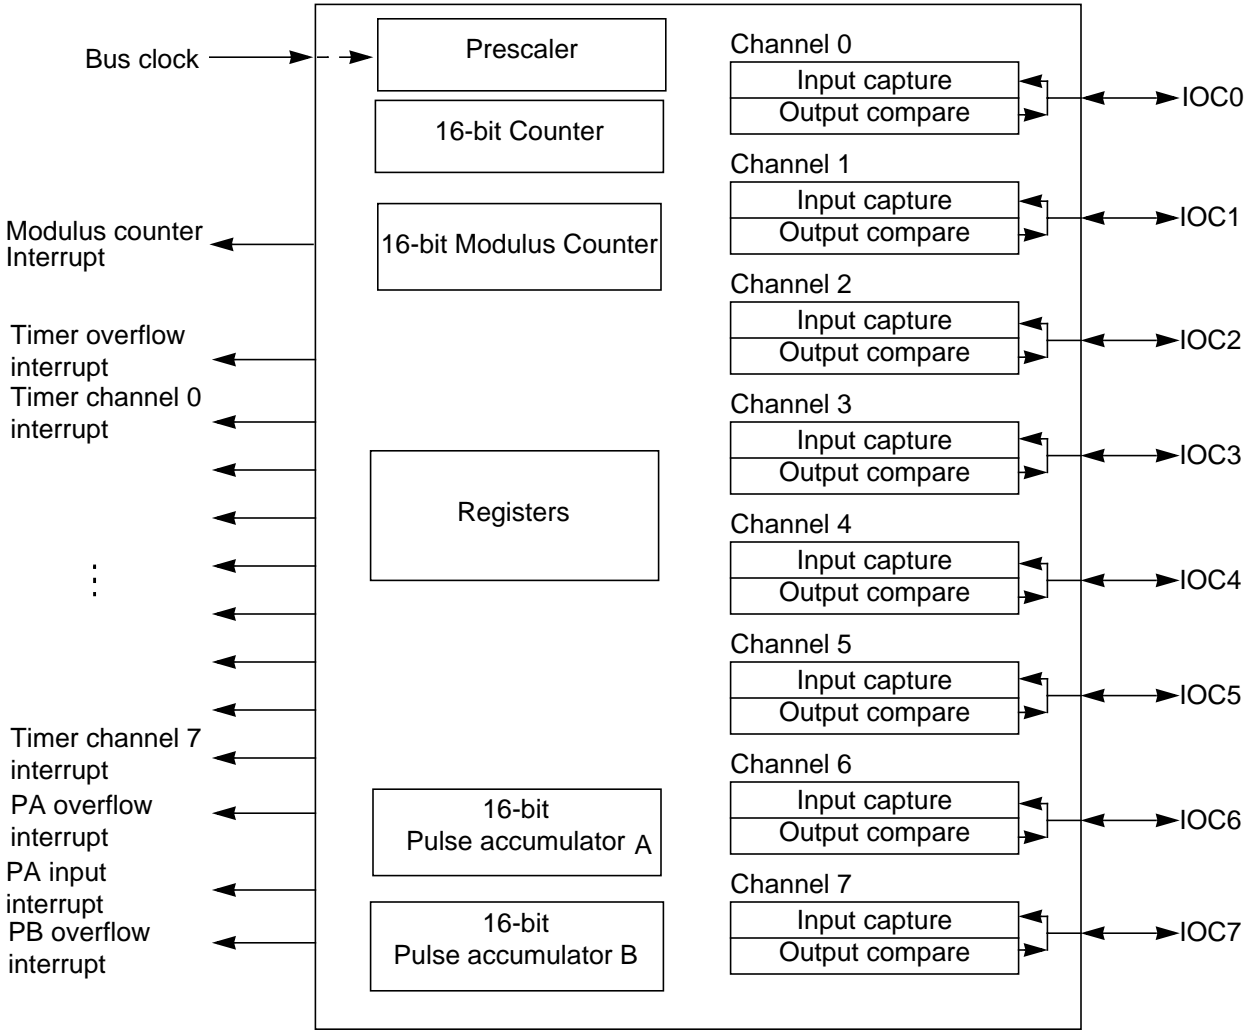 Bus clock
Modulus counter
Interrupt
Timer overflow
interrupt
Timer channel 0
interrupt
Timer channel 7
interrupt
PA overflow
interrupt
PA input
interrupt
PB overflow
interrupt
Prescaler
16-bit Counter
16-bit Modulus Counter
Registers
16-bit
Pulse accumulator A
16-bit
Pulse accumulator B
Channel 0
Input capture
Output compare
IOC0
Channel 1
Input capture
Output compare
IOC1
Channel 2
Input capture
Output compare
IOC2
Channel 3
Input capture
Output compare
IOC3
Channel 4
Input capture
Output compare
IOC4
Channel 5
Input capture
Output compare
IOC5
Channel 6
Input capture
Output compare
IOC6
Channel 7
Input capture
Output compare
IOC7